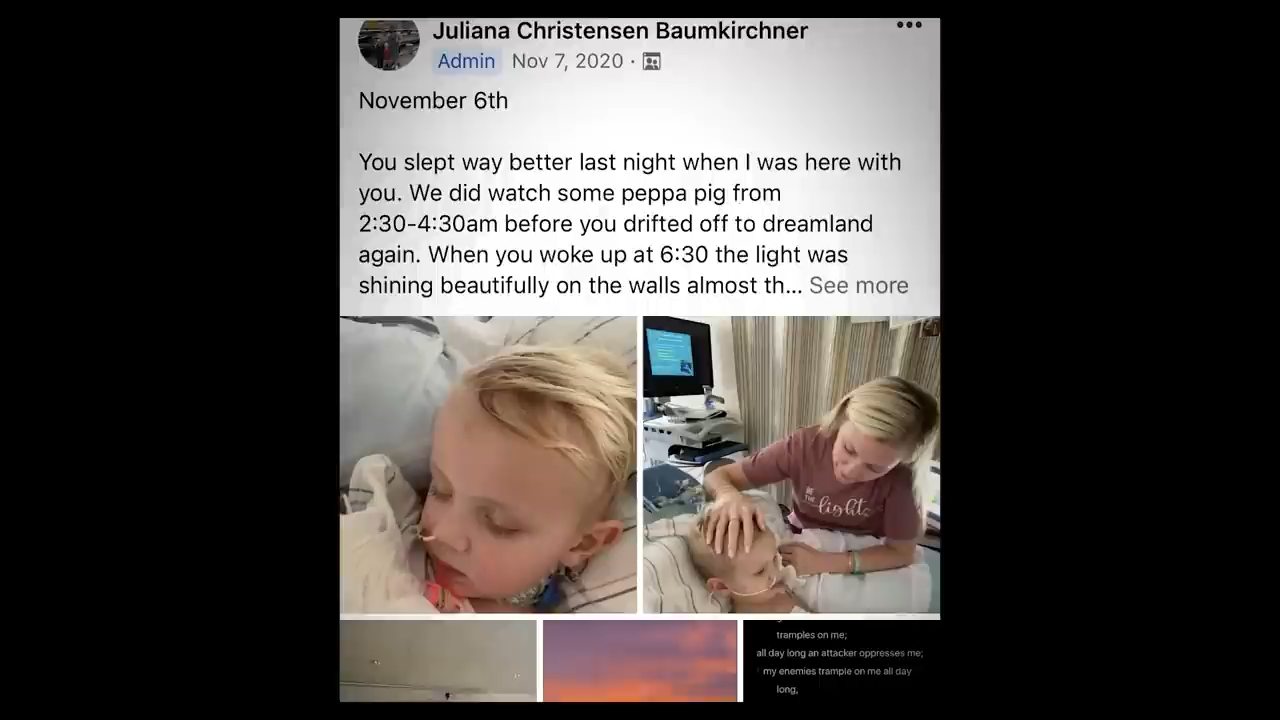 Juliana Christensen Baumkirchner
Admin Nov 7, 2020 ·
November 6th
You slept way better last night when I was here with
you. We did watch some peppa pig from
2:30-4:30am before you drifted off to dreamland
again. When you woke up at 6:30 the light was
shining beautifully on the walls almost th... See more
BE
THE
light
tramples on me;
all day long an attacker oppresses me;
my enemies trample on me all day
long,